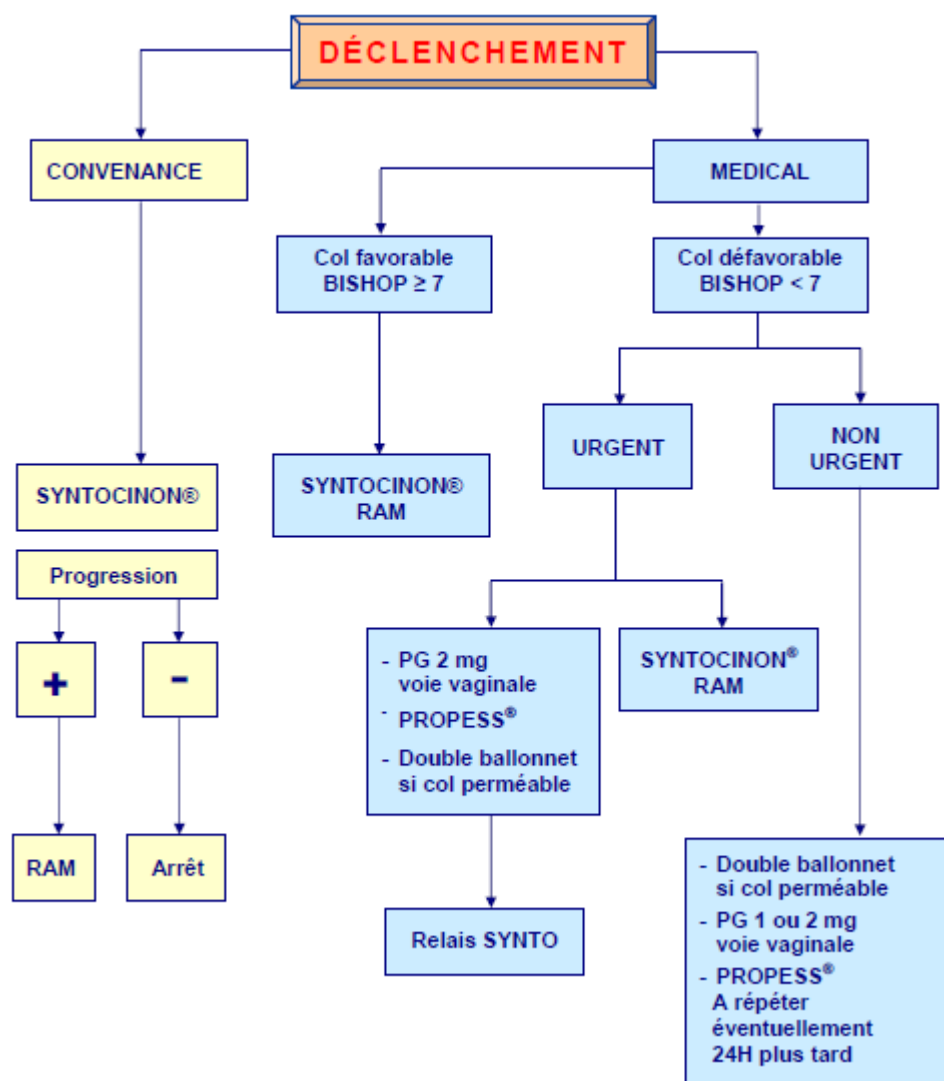 DÉCLENCHEMENT
CONVENANCE
MEDICAL
Col favorable
BISHOP ≥ 7
Col défavorable
BISHOP < 7
URGENT
NON
URGENT
SYNTOCINON®
SYNTOCINON®
RAM
Progression
+
-
- PG 2 mg
voie vaginale
- PROPESS®
- Double ballonnet
si col perméable
SYNTOCINON®
RAM
RAM
Arrêt
Relais SYNTO
- Double ballonnet
si col perméable
- PG 1 ou 2 mg
voie vaginale
- PROPESS®
A répéter
éventuellement
24H plus tard